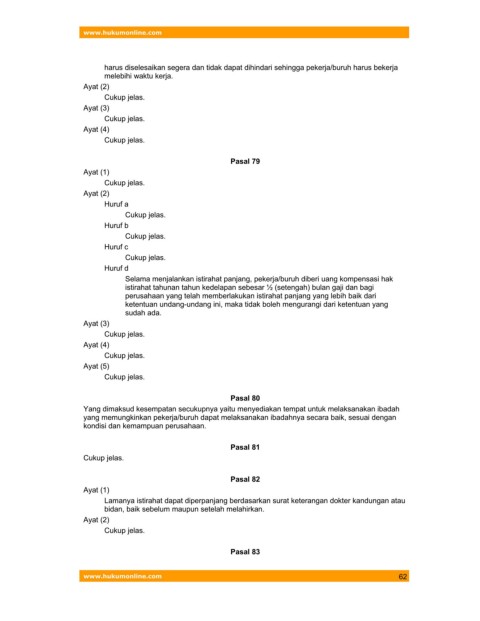 www.hukumonline.com
harus diselesaikan segera dan tidak dapat dihindari sehingga pekerja/buruh harus bekerja
melebihi waktu kerja.
Ayat (2)
Cukup jelas.
Ayat (3)
Cukup jelas.
Ayat (4)
Cukup jelas.
Pasal 79
Ayat (1)
Cukup jelas.
Ayat (2)
Huruf a
Cukup jelas.
Huruf b
Cukup jelas.
Huruf c
Cukup jelas.
Huruf d
Selama menjalankan istirahat panjang, pekerja/buruh diberi uang kompensasi hak
istirahat tahunan tahun kedelapan sebesar ½ (setengah) bulan gaji dan bagi
perusahaan yang telah memberlakukan istirahat panjang yang lebih baik dari
ketentuan undang-undang ini, maka tidak boleh mengurangi dari ketentuan yang
sudah ada.
Ayat (3)
Cukup jelas.
Ayat (4)
Cukup jelas.
Ayat (5)
Cukup jelas.
Pasal 80
Yang dimaksud kesempatan secukupnya yaitu menyediakan tempat untuk melaksanakan ibadah
yang memungkinkan pekerja/buruh dapat melaksanakan ibadahnya secara baik, sesuai dengan
kondisi dan kemampuan perusahaan.
Pasal 81
Cukup jelas.
Pasal 82
Ayat (1)
Lamanya istirahat dapat diperpanjang berdasarkan surat keterangan dokter kandungan atau
bidan, baik sebelum maupun setelah melahirkan.
Ayat (2)
Cukup jelas.
Pasal 83
www.hukumonline.com 62